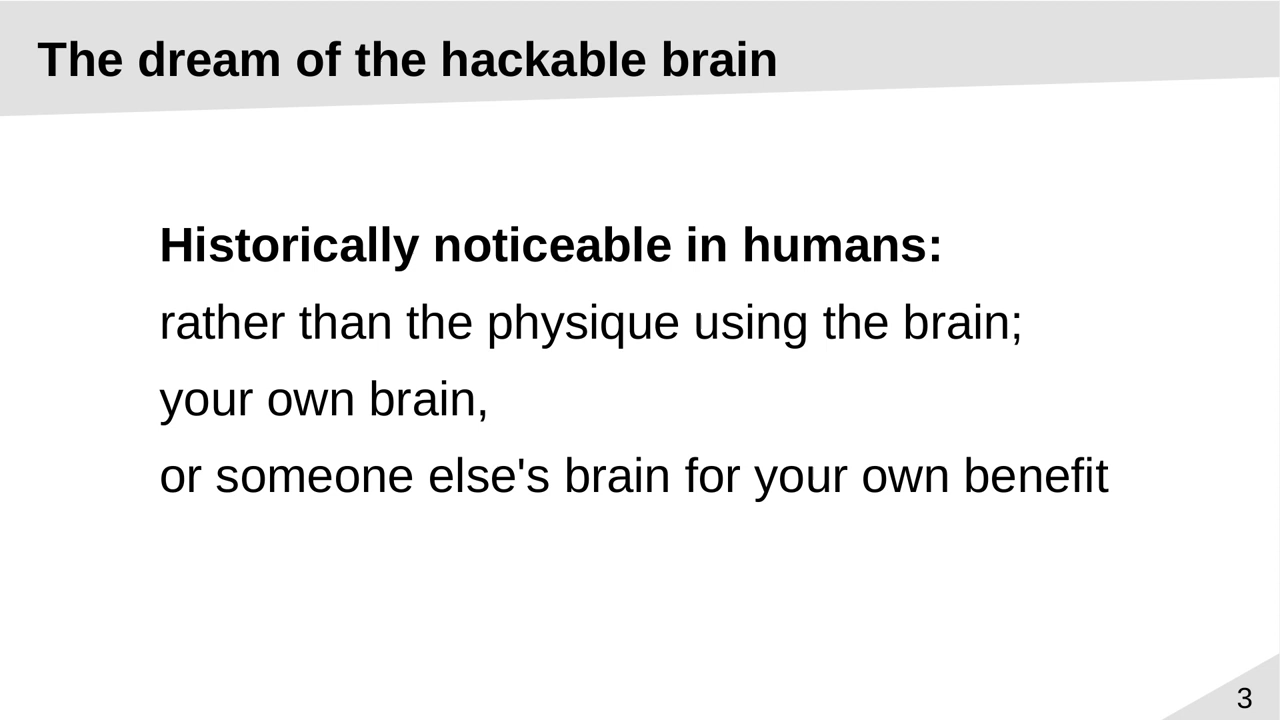 The dream of the hackable brain
Historically noticeable in humans:
rather than the physique using the brain;
your own brain,
or someone else's brain for your own benefit
3